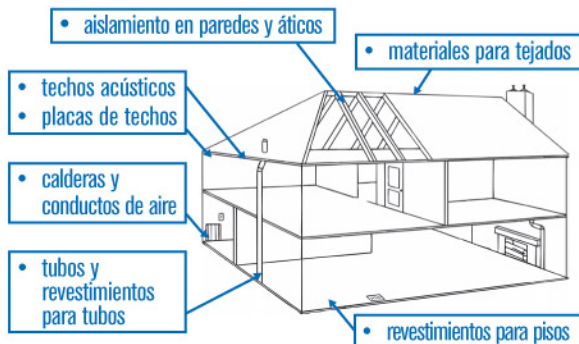 • aislamiento en paredes y áticos
• materiales para tejados
• techos acústicos
• placas de techos
• calderas y
conductos de aire
• tubos y
revestimientos
para tubos
• revestimientos para pisos